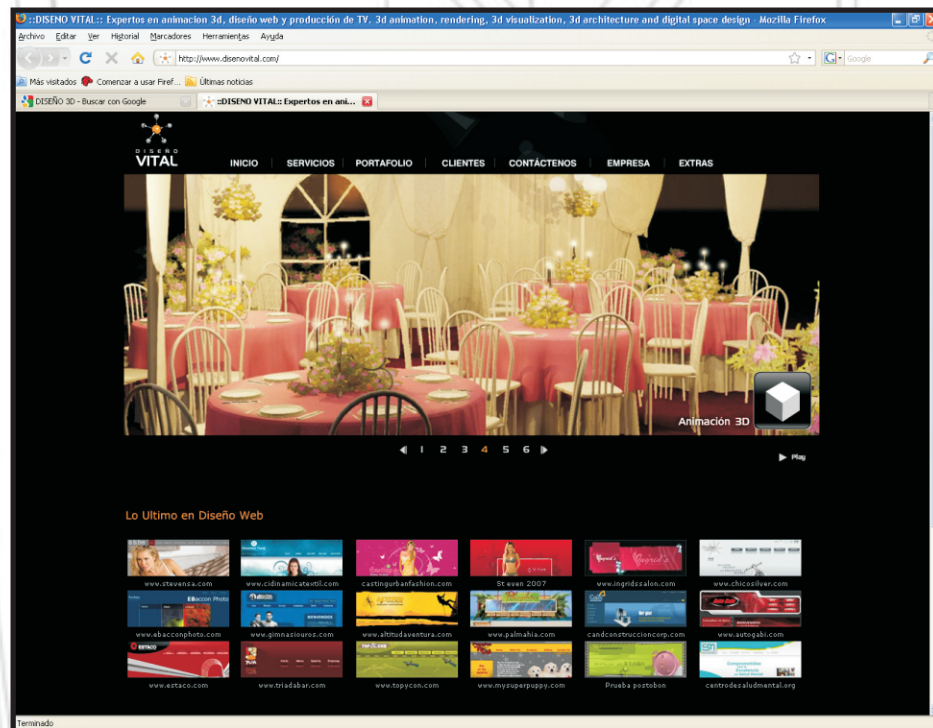 ::DISENO VITAL:: Expertos en animacion 3d, diseño web y producción de TV. 3d animation, rendering, 3d visualization, 3d architecture and digital space design - Mozilla Firefox
Archivo Editar Ver Historial Marcadores Herramientas Ayuda
http://www.disenovital.com/ Google
Más visitados Comenzar a usar Firef... Últimas noticias
DISEÑO 3D - Buscar con Google ::DISENO VITAL:: Expertos en ani...
DISEÑO
VITAL
INICIO SERVICIOS PORTAFOLIO CLIENTES CONTÁCTENOS EMPRESA EXTRAS
Animación 3D
1 2 3 4 5 6
Play
Lo Ultimo en Diseño Web
www.stevensa.com www.cidinamicatextil.com castingurbanfashion.com St even 2007 www.ingridssalon.com www.chicosilver.com
www.ebacconphoto.com www.gimnasiouros.com www.altitudaventura.com www.palmahia.com candconstruccioncorp.com www.autogabi.com
www.estaco.com www.triadabar.com www.topycon.com www.mysuperpuppy.com Prueba postobon centrodesaludmental.org
Terminado